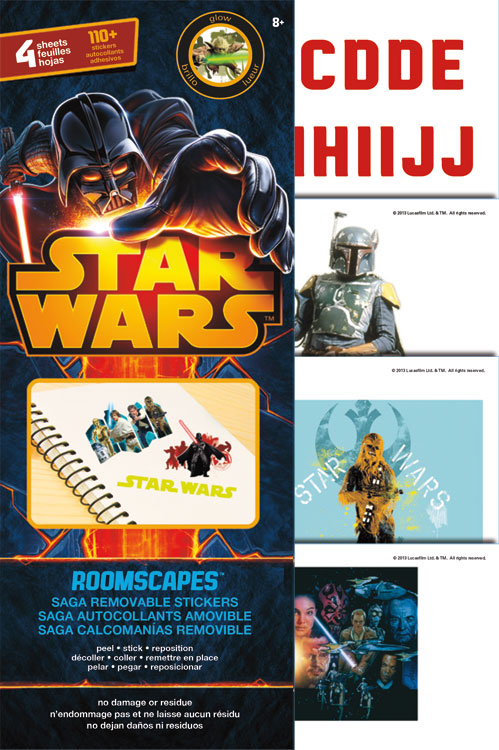 4 sheets
feuilles
hojas
110+
stickers
autocollants
adhesivos
glow
brillo
lueur
8+
STAR
WARS™
STAR WARS
ROOMSCAPES™
SAGA REMOVABLE STICKERS
SAGA AUTOCOLLANTS AMOVIBLE
SAGA CALCOMANÍAS REMOVIBLE
peel • stick • reposition
décoller • coller • remettre en place
pelar • pegar • reposicionar
no damage or residue
n'endommage pas et ne laisse aucun résidu
no dejan daños ni residuos
CDDE
HIIJJ
© 2013 Lucasfilm Ltd. & TM. All rights reserved.
© 2013 Lucasfilm Ltd. & TM. All rights reserved.
STAR WARS
© 2013 Lucasfilm Ltd. & TM. All rights reserved.